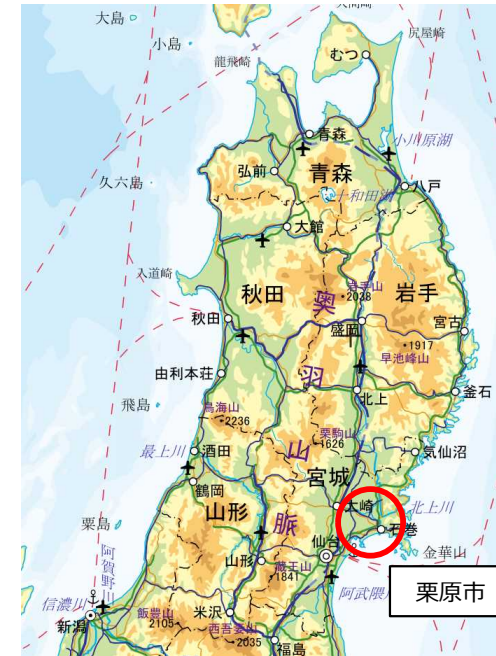 大間崎
大島
小島
尻屋崎
龍飛崎
むつ
青森
小川原湖
弘前
青森
久六島
十和田湖
八戸
大館
入道崎
岩手山
2038
秋田
奥
岩手
秋田
盛岡
宮古
1917
早池峰山
羽
由利本荘
北上
釜石
飛島
鳥海山
2236
栗駒山
1626
山
最上川
酒田
気仙沼
宮城
鶴岡
大崎
北上川
山形
脈
石巻
粟島
仙台
金華山
山形
蔵王山
1841
阿賀野川
阿武隈
栗原市
信濃川
飯豊山
2105
米沢
新潟
西吾妻山
2035
福島